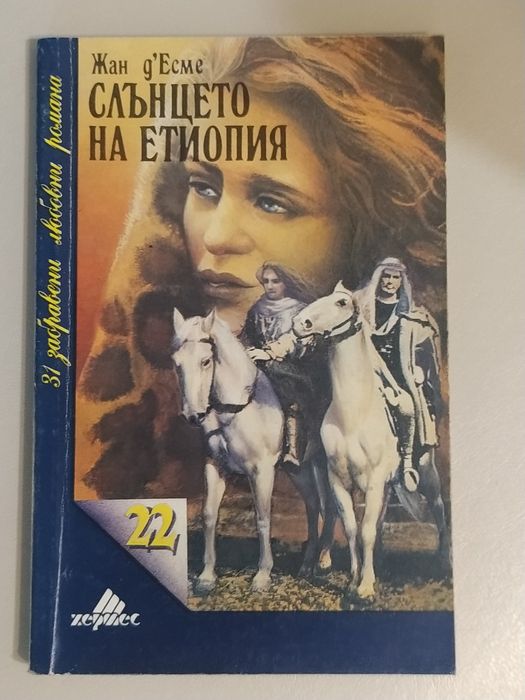 Жан д'Есме
СЛЪНЦЕТО
НА ЕТИОПИЯ
31 забравени любовни романа
22
хермес